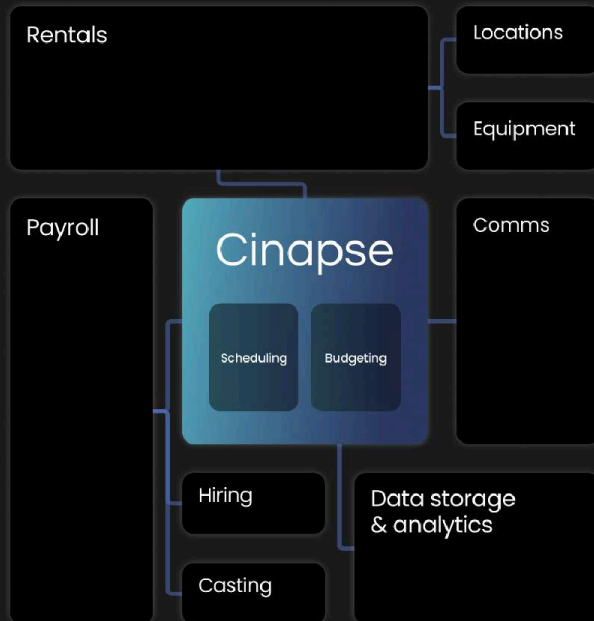 Rentals
Locations
Equipment
Payroll
Cinapse
Comms
Scheduling
Budgeting
Hiring
Data storage
& analytics
Casting